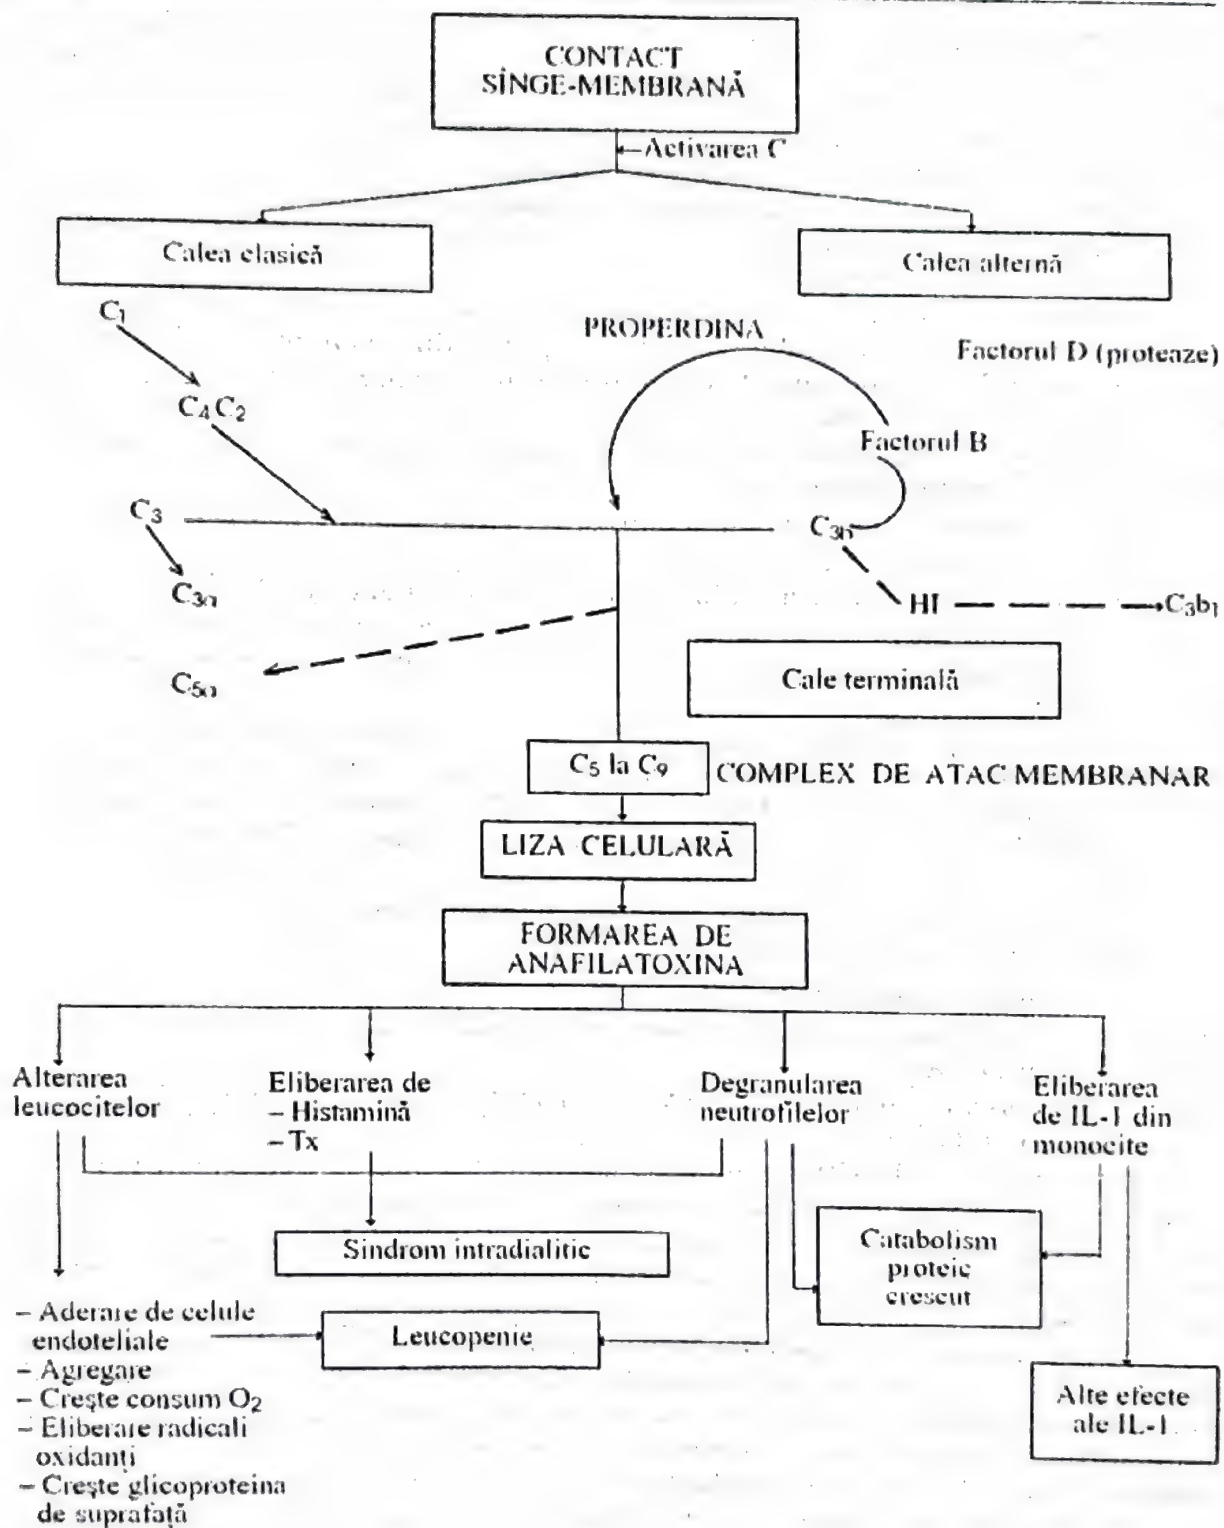 CONTACT
SÎNGE-MEMBRANĂ
Activarea C
Calea clasică
Calea alternă
C₁
PROPERDINA
Factorul D (proteaze)
C₄C₂
Factorul B
C₃
C₃b
C₃a
HI
C₃b₁
C₅a
Cale terminală
C₅ la C₉
COMPLEX DE ATAC MEMBRANAR
LIZA CELULARĂ
FORMAREA DE
ANAFILATOXINA
Alterarea
leucocitelor
Eliberarea de
– Histamină
– Tx
Degranularea
neutrofilelor
Eliberarea
de IL-1 din
monocite
Sindrom intradialitic
Catabolism
proteic
crescut
– Aderare de celule
endoteliale
– Agregare
– Crește consum O₂
– Eliberare radicali
oxidanți
– Crește glicoproteina
de suprafață
Leucopenie
Alte efecte
ale IL-1